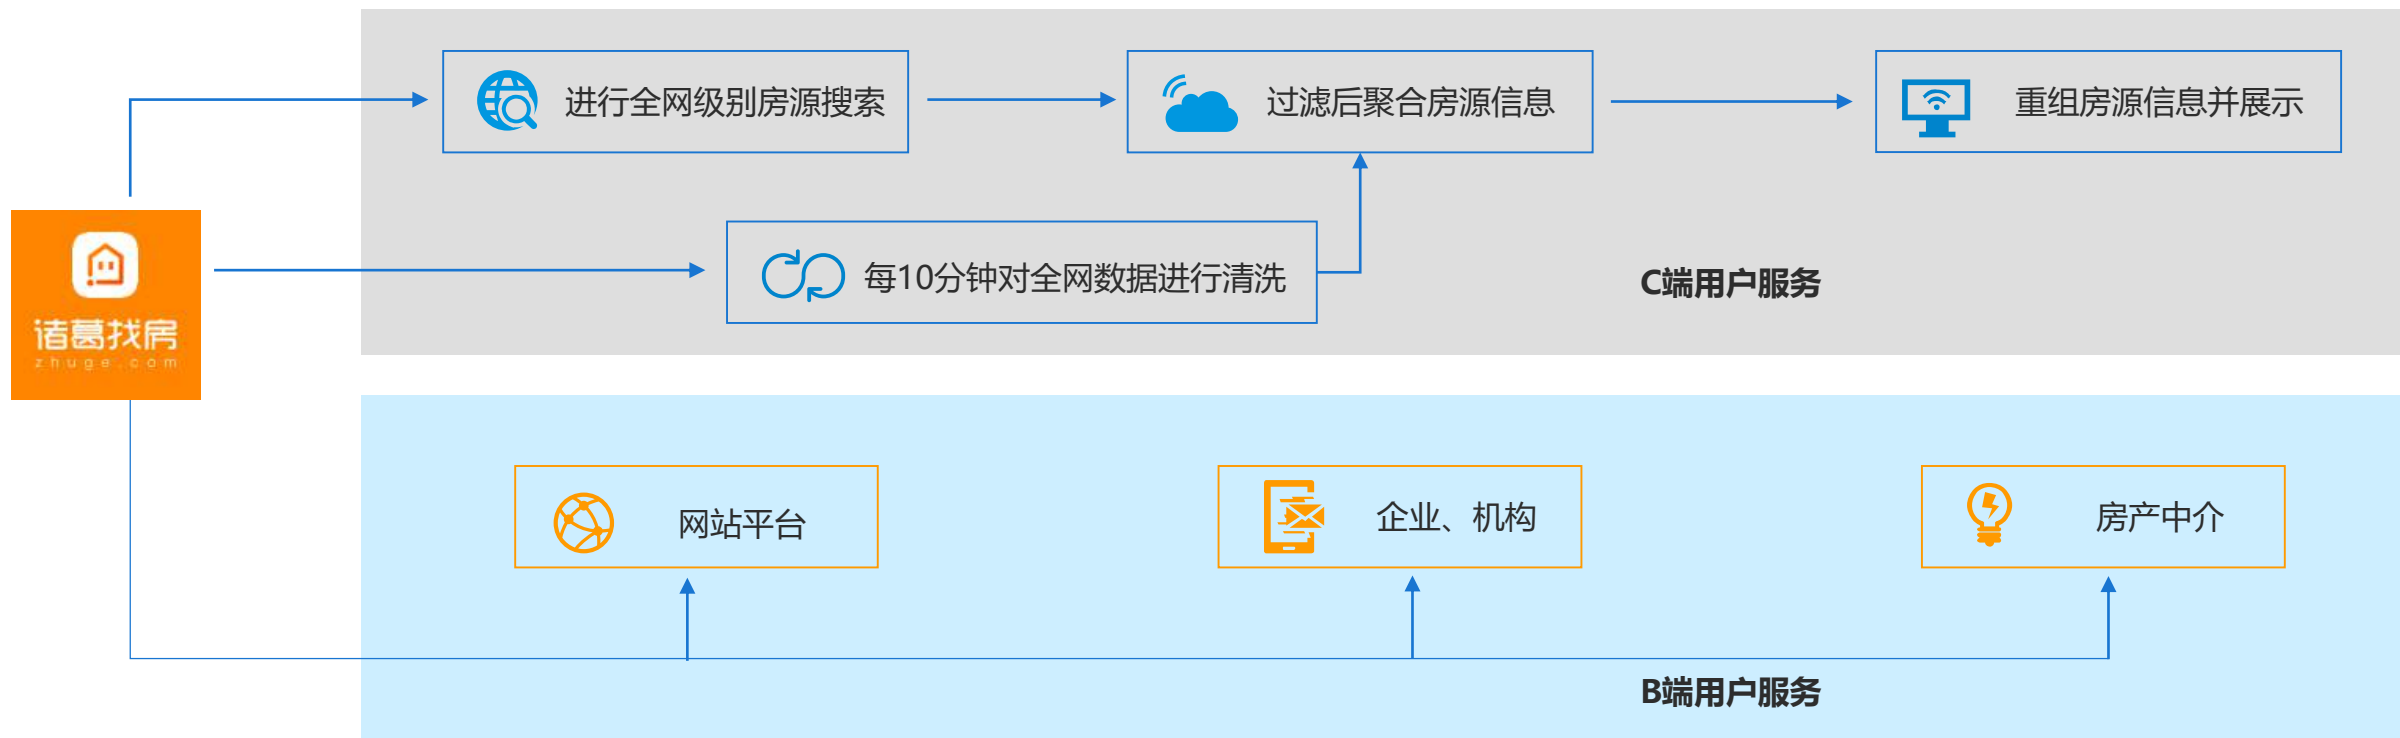 进行全网级别房源搜索
过滤后聚合房源信息
重组房源信息并展示
每10分钟对全网数据进行清洗
C端用户服务
诸葛找房
zhuge.com
网站平台
企业、机构
房产中介
B端用户服务